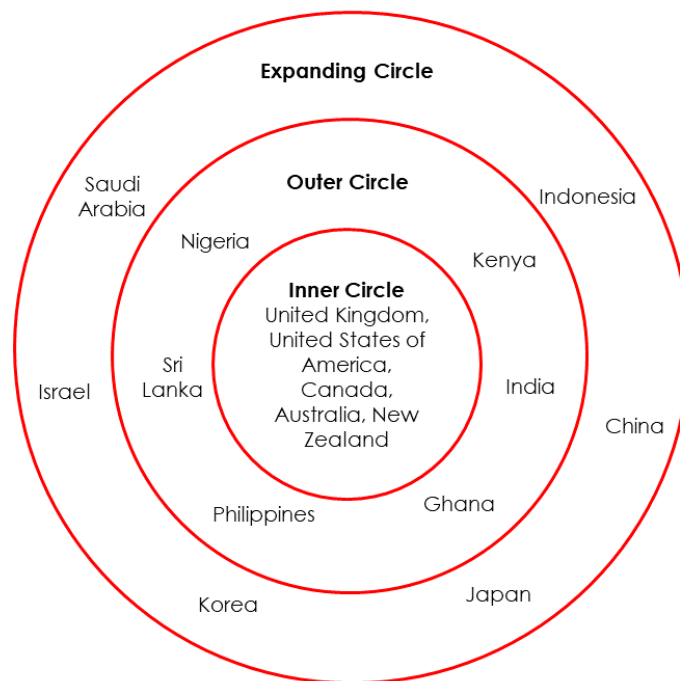 Expanding Circle
Saudi
Arabia
Outer Circle
Indonesia
Nigeria
Kenya
Inner Circle
United Kingdom,
United States of
America,
Canada,
Australia, New
Zealand
Sri
Lanka
Israel
India
China
Philippines
Ghana
Korea
Japan